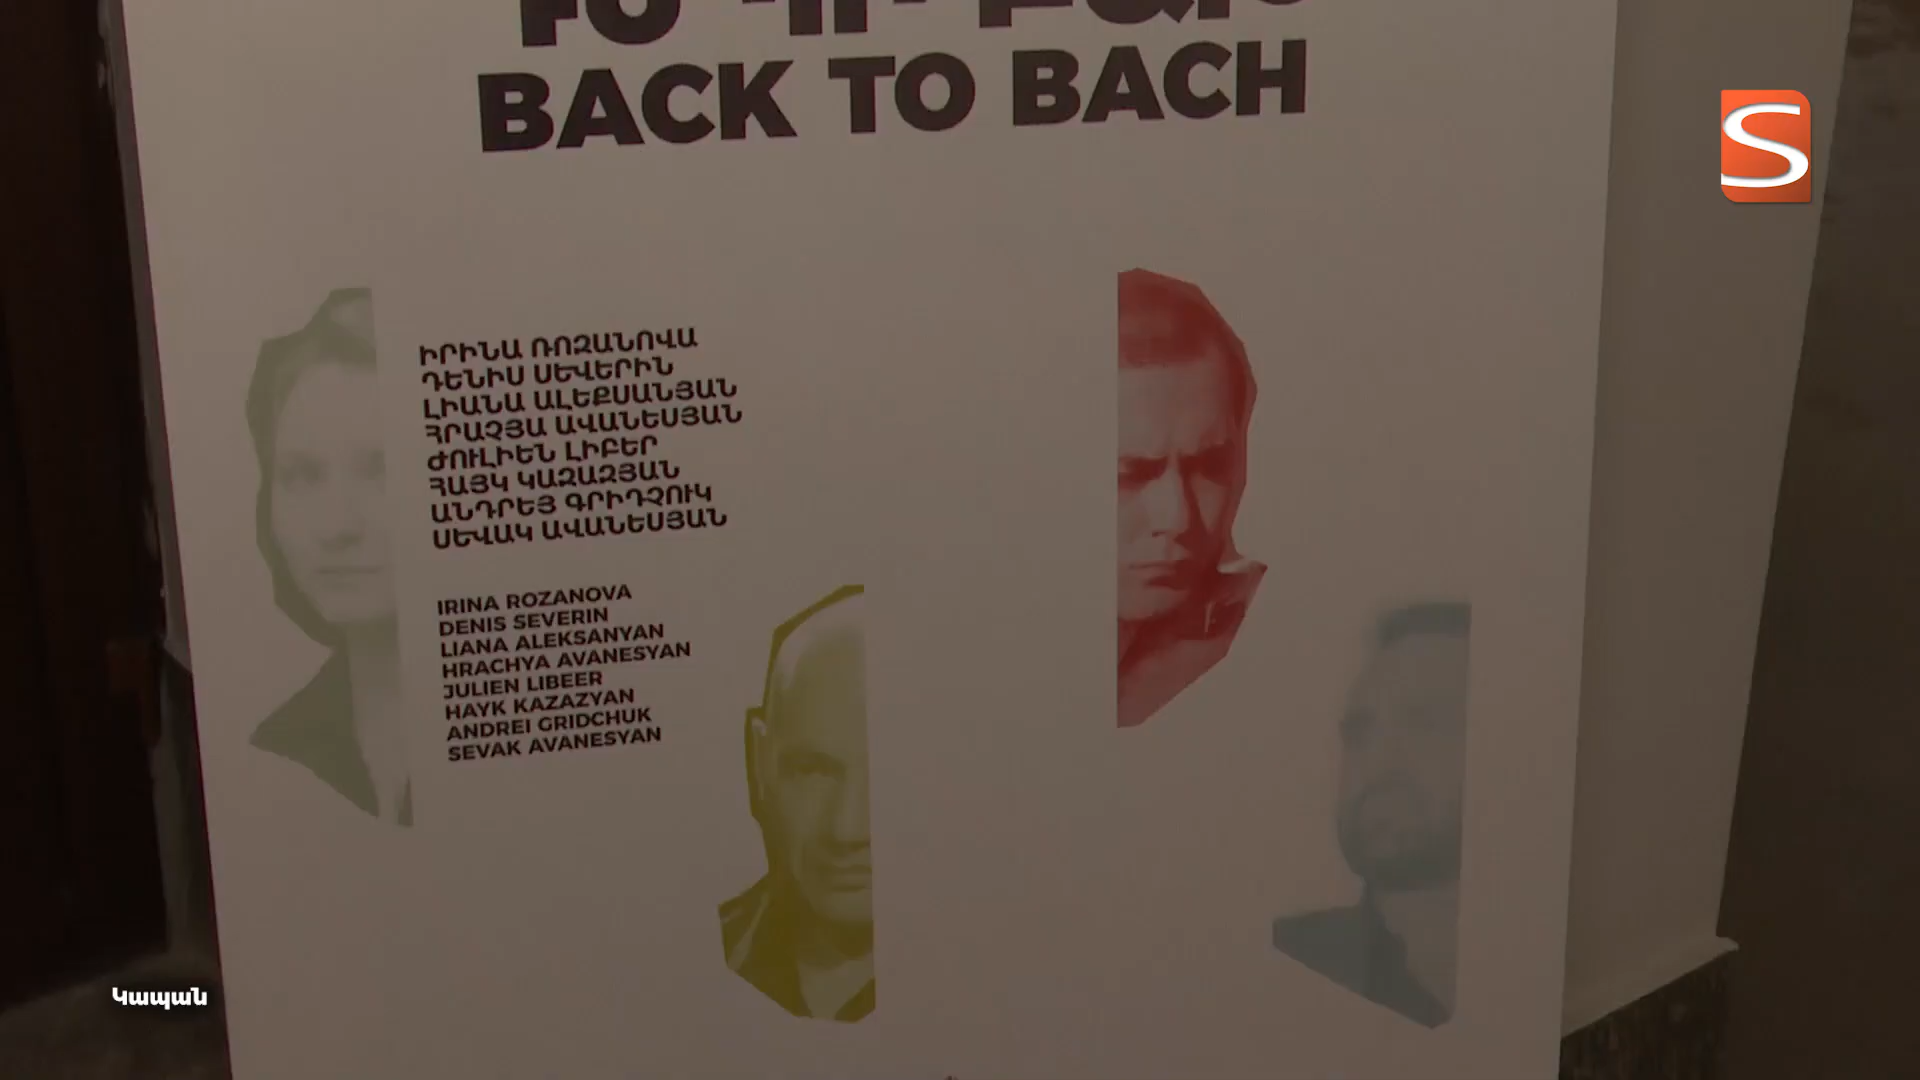 BACK TO BACH
S
ԻՐԻՆԱ ՌՈԶԱՆՈՎԱ
ԴԵՆԻՍ ՍԵՎԵՐԻՆ
ԼԻԱՆԱ ԱԼԵՔՍԱՆՅԱՆ
ՀՐԱՉՅԱ ԱՎԱՆԵՍՅԱՆ
ԺՈՒԼԻԵՆ ԼԻԲԵՐ
ՀԱՅԿ ԿԱԶԱԶՅԱՆ
ԱՆԴՐԵՅ ԳՐԻԴՉՈՒԿ
ՍԵՎԱԿ ԱՎԱՆԵՍՅԱՆ
IRINA ROZANOVA
DENIS SEVERIN
LIANA ALEKSANYAN
HRACHYA AVANESYAN
JULIEN LIBEER
HAYK KAZAZYAN
ANDREI GRIDCHUK
SEVAK AVANESYAN
Կապան